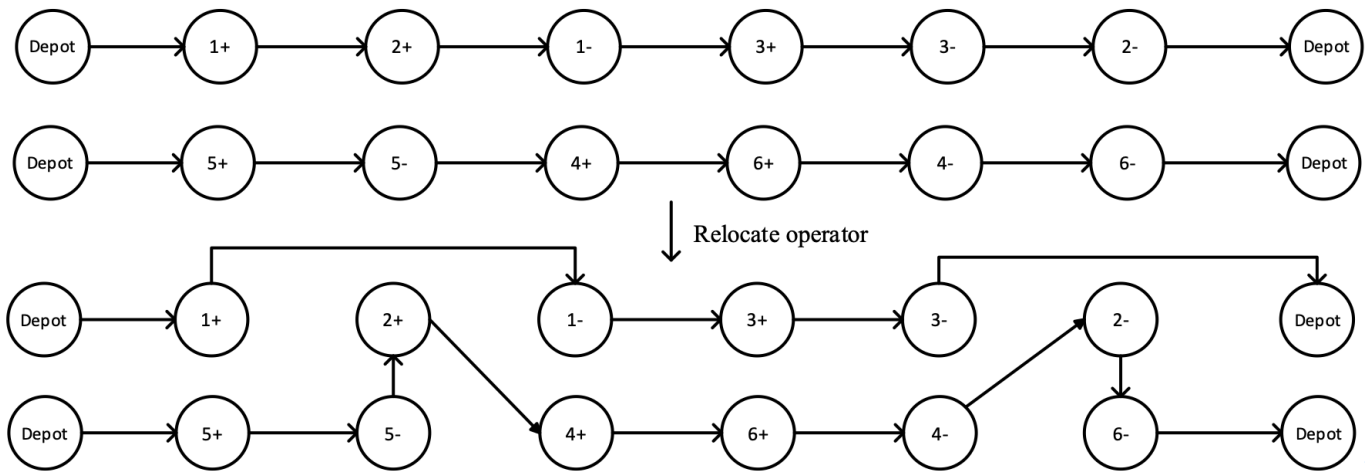 Depot 1+ 2+ 1- 3+ 3- 2- Depot
Depot 5+ 5- 4+ 6+ 4- 6- Depot
Relocate operator
Depot 1+ 2+ 1- 3+ 3- 2- Depot
Depot 5+ 5- 4+ 6+ 4- 6- Depot